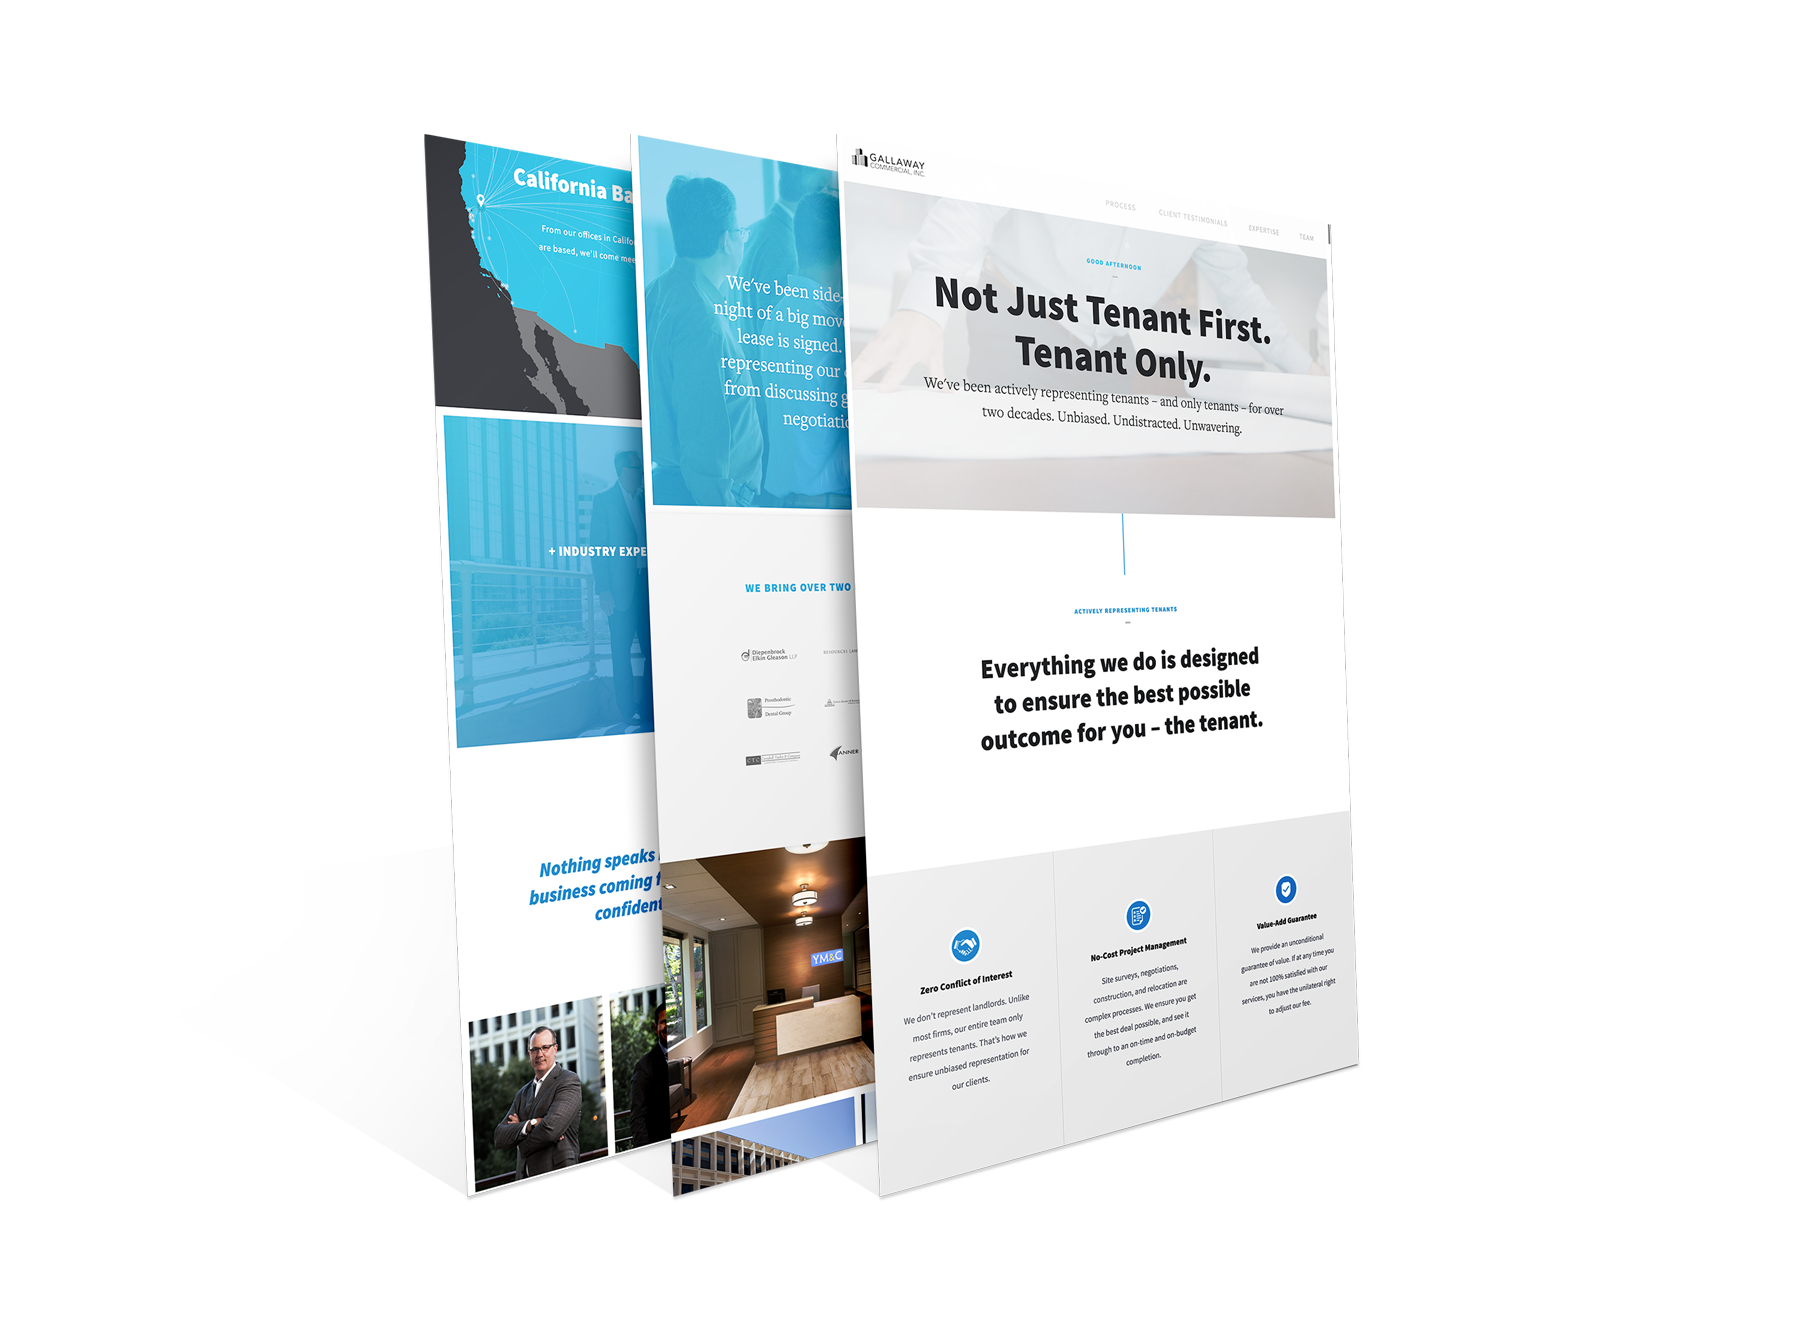 California Ba
From our offices in Califo
are based, we'll come mee
+ INDUSTRY EXPE
Nothing speaks
business coming f
confident
We've been side-
night of a big mov
lease is signed.
representing our
from discussing g
negotiatio
WE BRING OVER TWO
Diepenbrock
Elkin Gleason LLP
RESOURCES LAW
Prosthodontic
Dental Group
CTC
ANNER
YM&C
GALLAWAY
COMMERCIAL, INC.
PROCESS
CLIENT TESTIMONIALS
EXPERTISE
TEAM
GOOD AFTERNOON
Not Just Tenant First.
Tenant Only.
We've been actively representing tenants – and only tenants – for over
two decades. Unbiased. Undistracted. Unwavering.
ACTIVELY REPRESENTING TENANTS
Everything we do is designed
to ensure the best possible
outcome for you – the tenant.
Zero Conflict of Interest
We don't represent landlords. Unlike
most firms, our entire team only
represents tenants. That's how we
ensure unbiased representation for
our clients.
No-Cost Project Management
Site surveys, negotiations,
construction, and relocation are
complex processes. We ensure you get
the best deal possible, and see it
through to an on-time and on-budget
completion.
Value-Add Guarantee
We provide an unconditional
guarantee of value. If at any time you
are not 100% satisfied with our
services, you have the unilateral right
to adjust our fee.